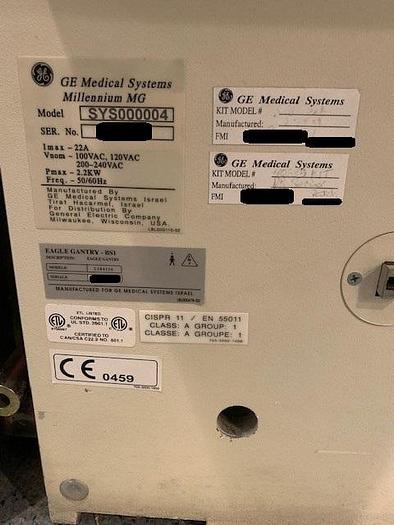 GE Medical Systems
Millennium MG
Model SYS000004
SER. No.
Imax - 22A
Vnom - 100VAC, 120VAC
200-240VAC
Pmax - 2.2KW
Freq. - 50/60Hz
Manufactured By
GE Medical Systems Israel
Tirat Hacarmel, Israel
For Distribution By
General Electric Company
Milwaukee, Wisconsin, USA.
GE Medical Systems
KIT MODEL #
Manufactured:
FMI
GE Medical Systems
KIT MODEL #
Manufactured:
FMI
EAGLE GANTRY - HS1
DESCRIPTION EAGLE GANTRY
MODEL#
SERIAL#
MANUFACTURED FOR GE MEDICAL SYSTEMS ISRAEL
ETL LISTED
CONFORMS TO
UL STD. 2601.1
CERTIFIED TO
CAN/CSA C22.2 NO. 601.1
CISPR 11 / EN 55011
CLASS: A GROUP: 1
CLASSE: A GROUPE: 1
CE 0459